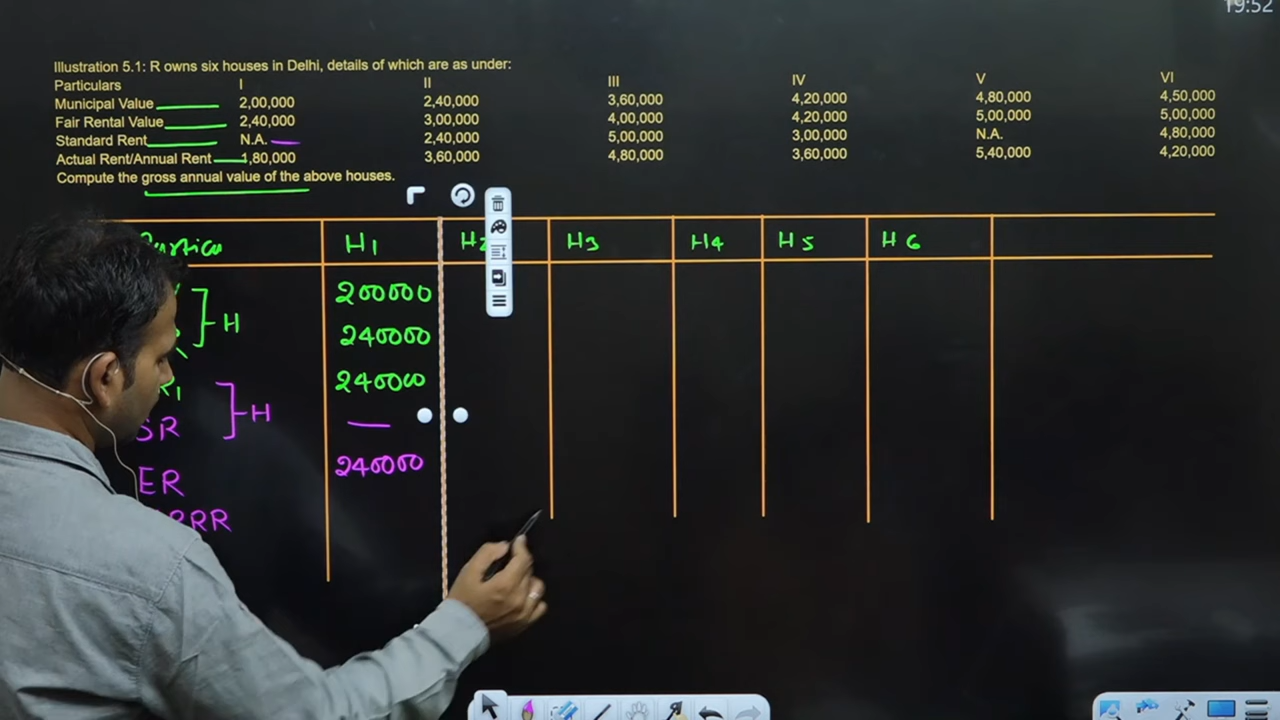 19:52
Illustration 5.1: R owns six houses in Delhi, details of which are as under:
Particulars I II III IV V VI
Municipal Value 2,00,000 2,40,000 3,60,000 4,20,000 4,80,000 4,50,000
Fair Rental Value 2,40,000 3,00,000 4,00,000 4,20,000 5,00,000 5,00,000
Standard Rent N.A. 2,40,000 5,00,000 3,00,000 N.A. 4,80,000
Actual Rent/Annual Rent 1,80,000 3,60,000 4,80,000 3,60,000 5,40,000 4,20,000
Compute the gross annual value of the above houses.
H1 H2 H3 H4 H5 H6
200000
H
240000
240000
SR H —
ER 240000